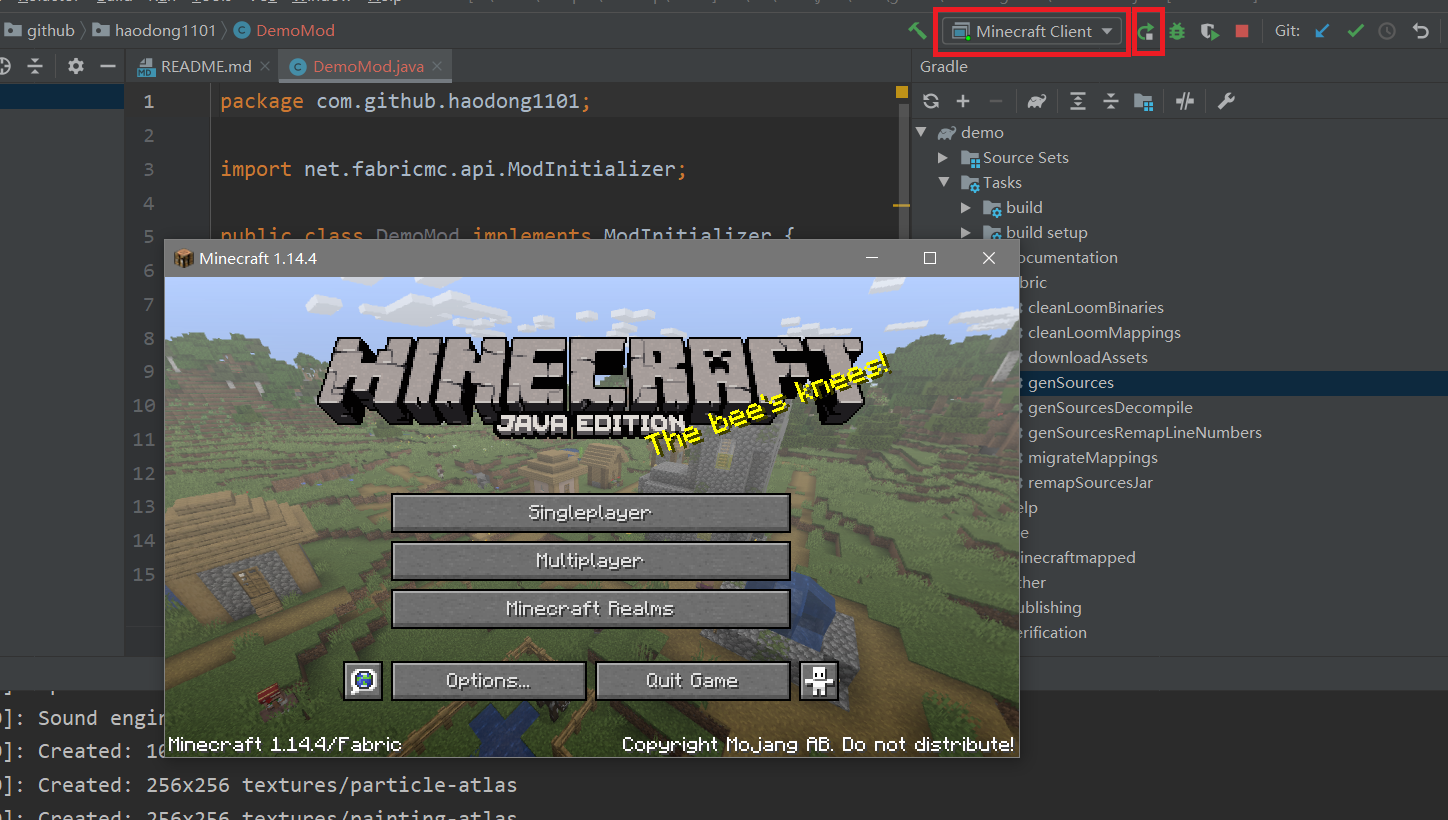 github
haodong1101
DemoMod
Minecraft Client
Git:
README.md
DemoMod.java
Gradle
1
package com.github.haodong1101;
2
3
import net.fabricmc.api.ModInitializer;
4
5
public class DemoMod implements ModInitializer {
6
7
8
9
10
11
12
13
14
15
demo
Source Sets
Tasks
build
build setup
ocumentation
bric
cleanLoomBinaries
cleanLoomMappings
downloadAssets
genSources
genSourcesDecompile
genSourcesRemapLineNumbers
migrateMappings
remapSourcesJar
elp
e
inecraftmapped
ther
ublishing
erification
Minecraft 1.14.4
MINECRAFT
JAVA EDITION
The bee's knees!
Singleplayer
Multiplayer
Minecraft Realms
Options...
Quit Game
Minecraft 1.14.4/Fabric
Copyright Mojang AB. Do not distribute!
]: Sound engin
]: Created: 10
]: Created: 256x256 textures/particle-atlas
]: Created: 256x256 textures/painting-atlas